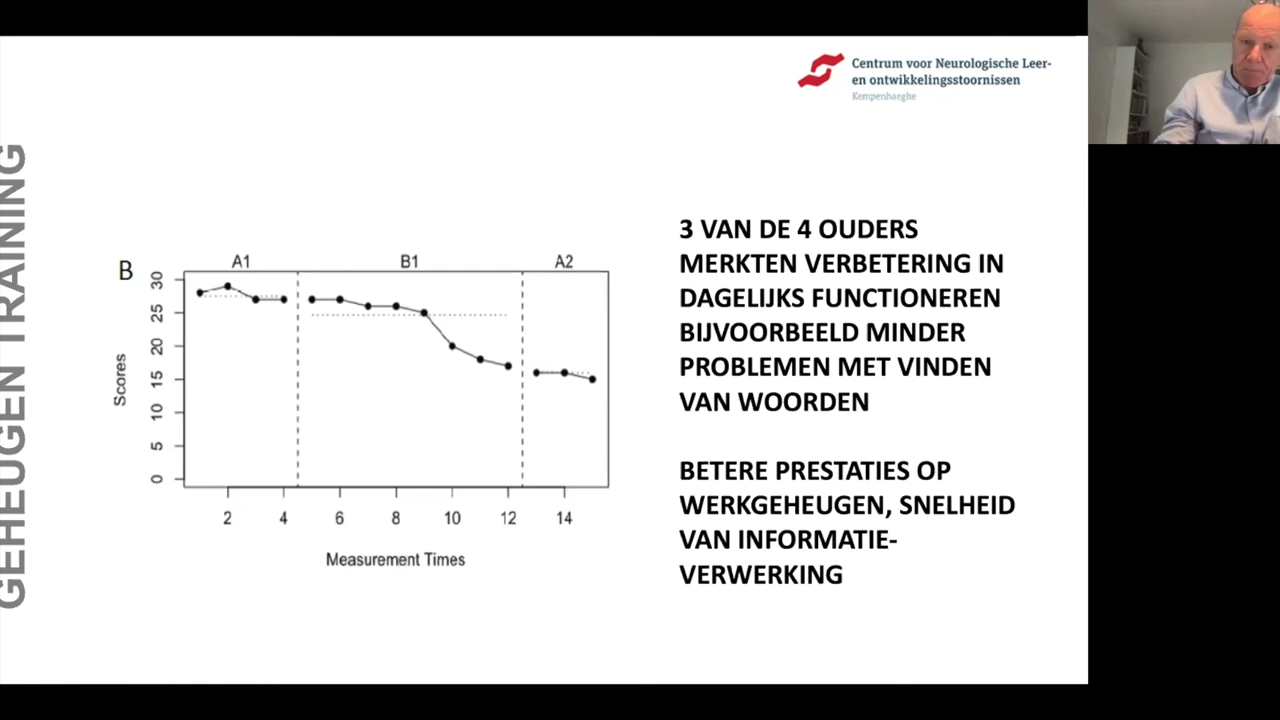 Centrum voor Neurologische Leer-
en ontwikkelingsstoornissen
Kempenhaeghe
GEHEUGEN TRAINING
B
A1 B1 A2
Scores
30
25
20
15
10
5
0
2 4 6 8 10 12 14
Measurement Times
3 VAN DE 4 OUDERS
MERKTEN VERBETERING IN
DAGELIJKS FUNCTIONEREN
BIJVOORBEELD MINDER
PROBLEMEN MET VINDEN
VAN WOORDEN
BETERE PRESTATIES OP
WERKGEHEUGEN, SNELHEID
VAN INFORMATIE-
VERWERKING